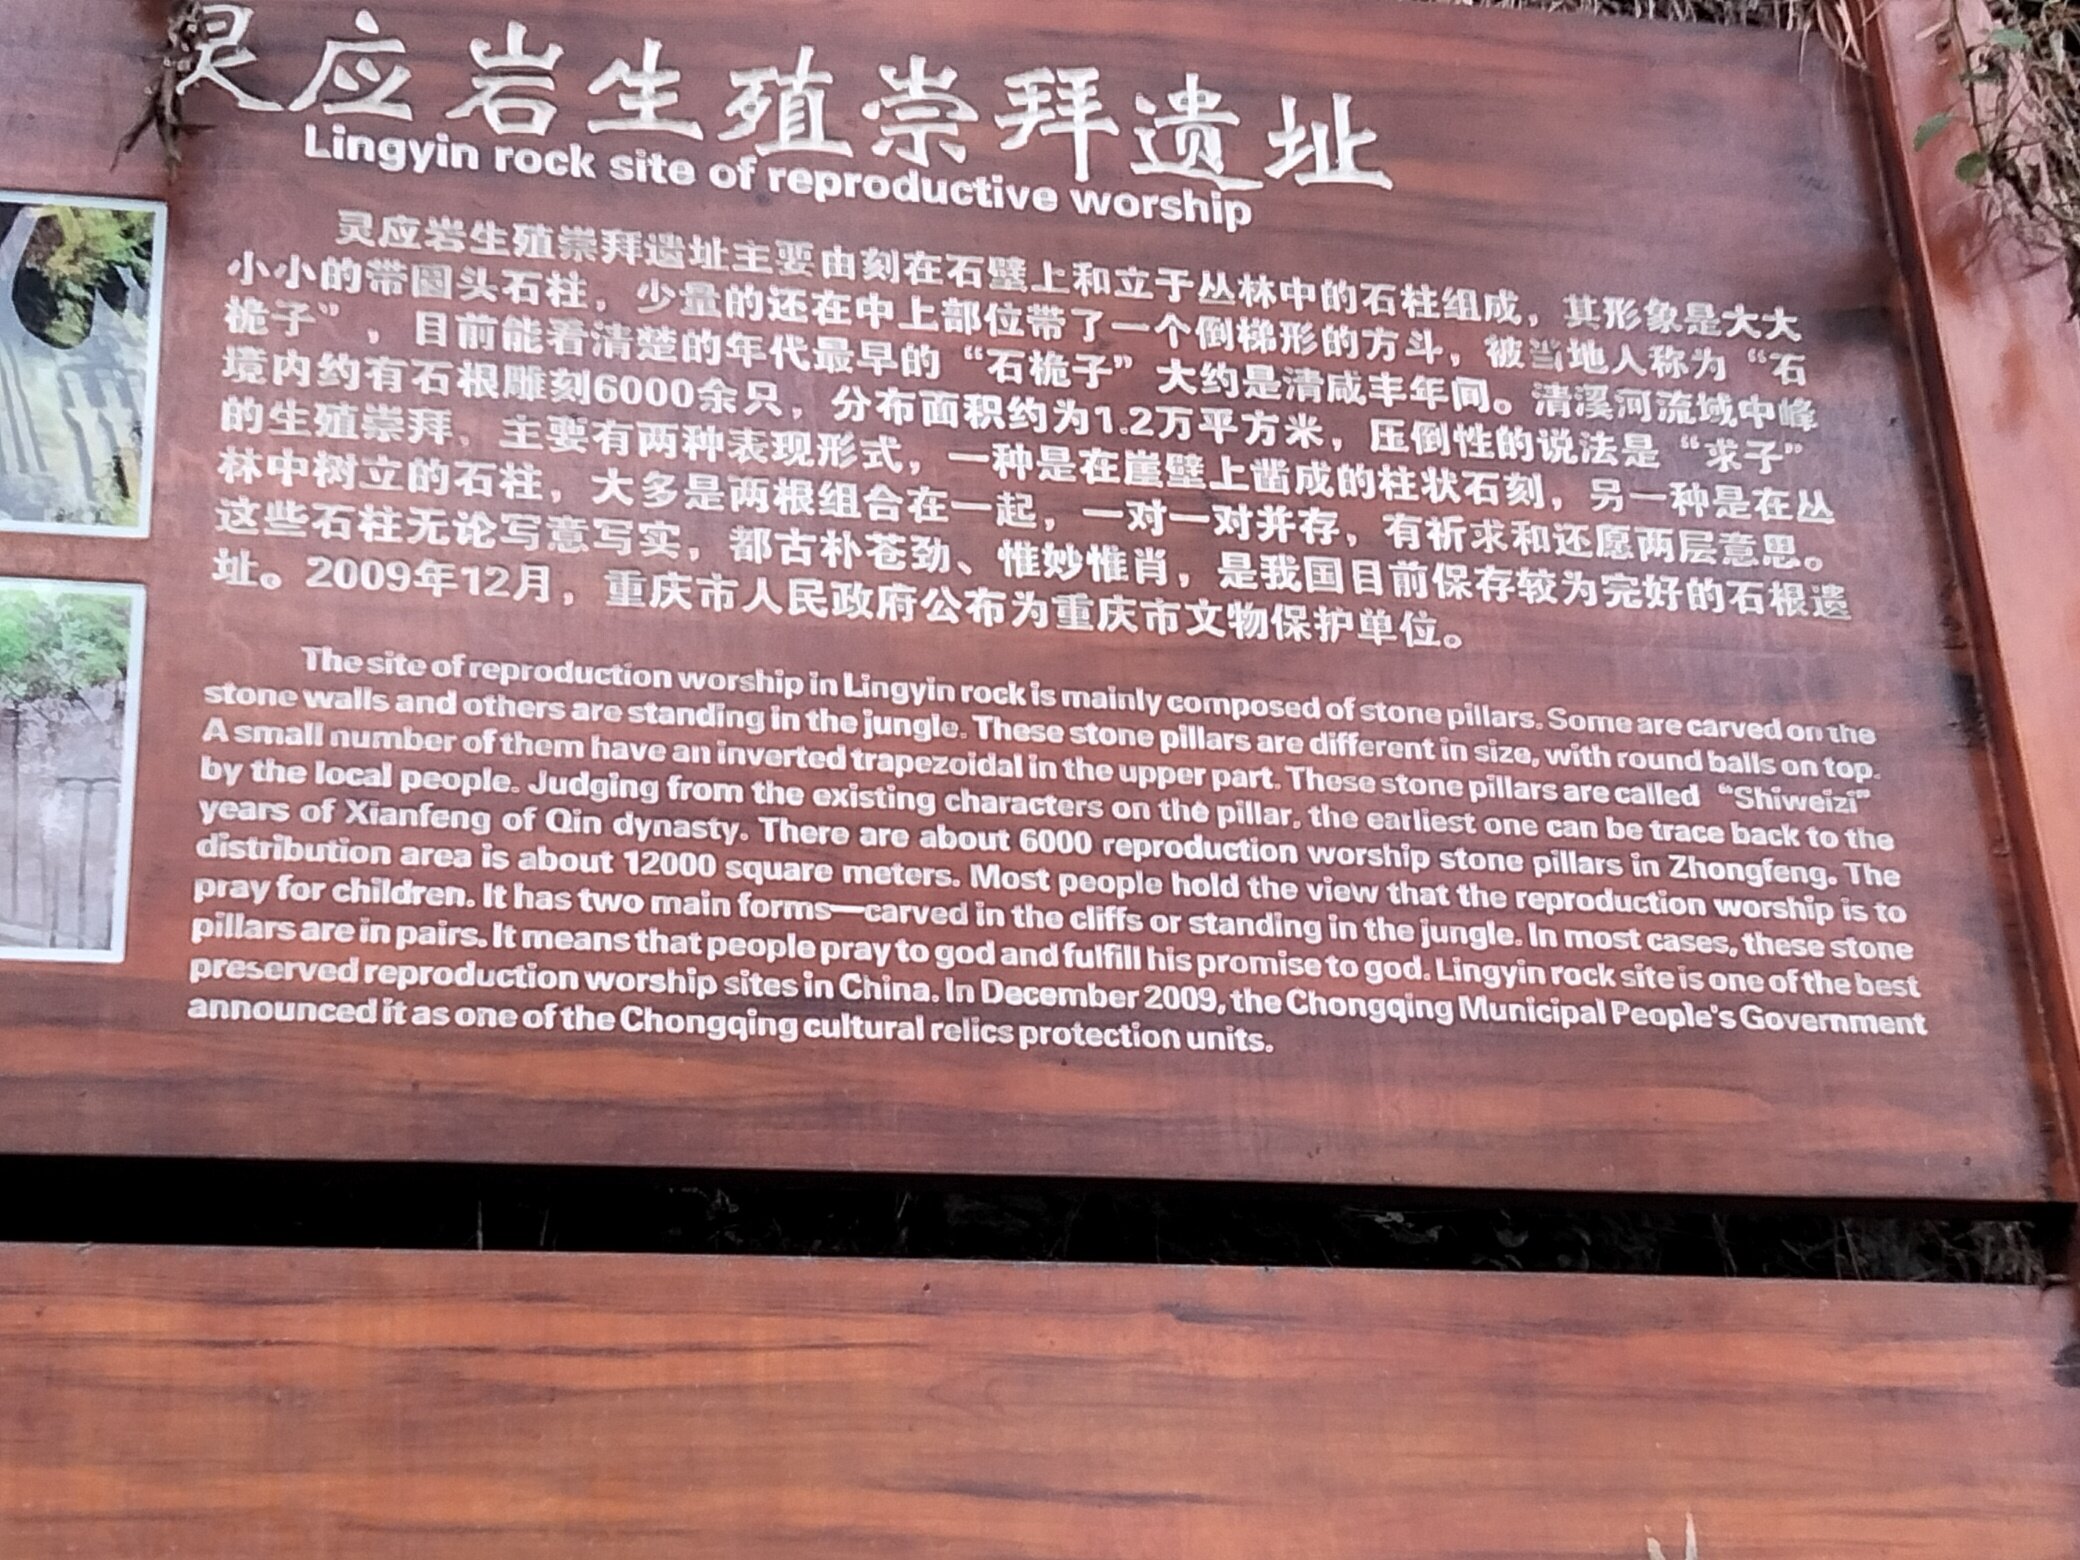 灵应岩生殖崇拜遗址
Lingyin rock site of reproductive worship
灵应岩生殖崇拜遗址主要由刻在石壁上和立于丛林中的石柱组成，其形象是大大
小小的带圆头石柱，少量的还在中上部位带了一个倒梯形的方斗，被当地人称为“石
桅子”，目前能看清楚的年代最早的“石桅子”大约是清咸丰年间。清溪河流域中峰
境内约有石根雕刻6000余只，分布面积约为1.2万平方米，压倒性的说法是“求子”
的生殖崇拜，主要有两种表现形式，一种是在崖壁上凿成的柱状石刻，另一种是在丛
林中树立的石柱，大多是两根组合在一起，一对一对并存，有祈求和还愿两层意思。
这些石柱无论写意写实，都古朴苍劲、惟妙惟肖，是我国目前保存较为完好的石根遗
址。2009年12月，重庆市人民政府公布为重庆市文物保护单位。
The site of reproduction worship in Lingyin rock is mainly composed of stone pillars. Some are carved on the
stone walls and others are standing in the jungle. These stone pillars are different in size, with round balls on top.
A small number of them have an inverted trapezoidal in the upper part. These stone pillars are called “Shiweizi”
by the local people. Judging from the existing characters on the pillar, the earliest one can be trace back to the
years of Xianfeng of Qin dynasty. There are about 6000 reproduction worship stone pillars in Zhongfeng. The
distribution area is about 12000 square meters. Most people hold the view that the reproduction worship is to
pray for children. It has two main forms—carved in the cliffs or standing in the jungle. In most cases, these stone
pillars are in pairs. It means that people pray to god and fulfill his promise to god. Lingyin rock site is one of the best
preserved reproduction worship sites in China. In December 2009, the Chongqing Municipal People's Government
announced it as one of the Chongqing cultural relics protection units.